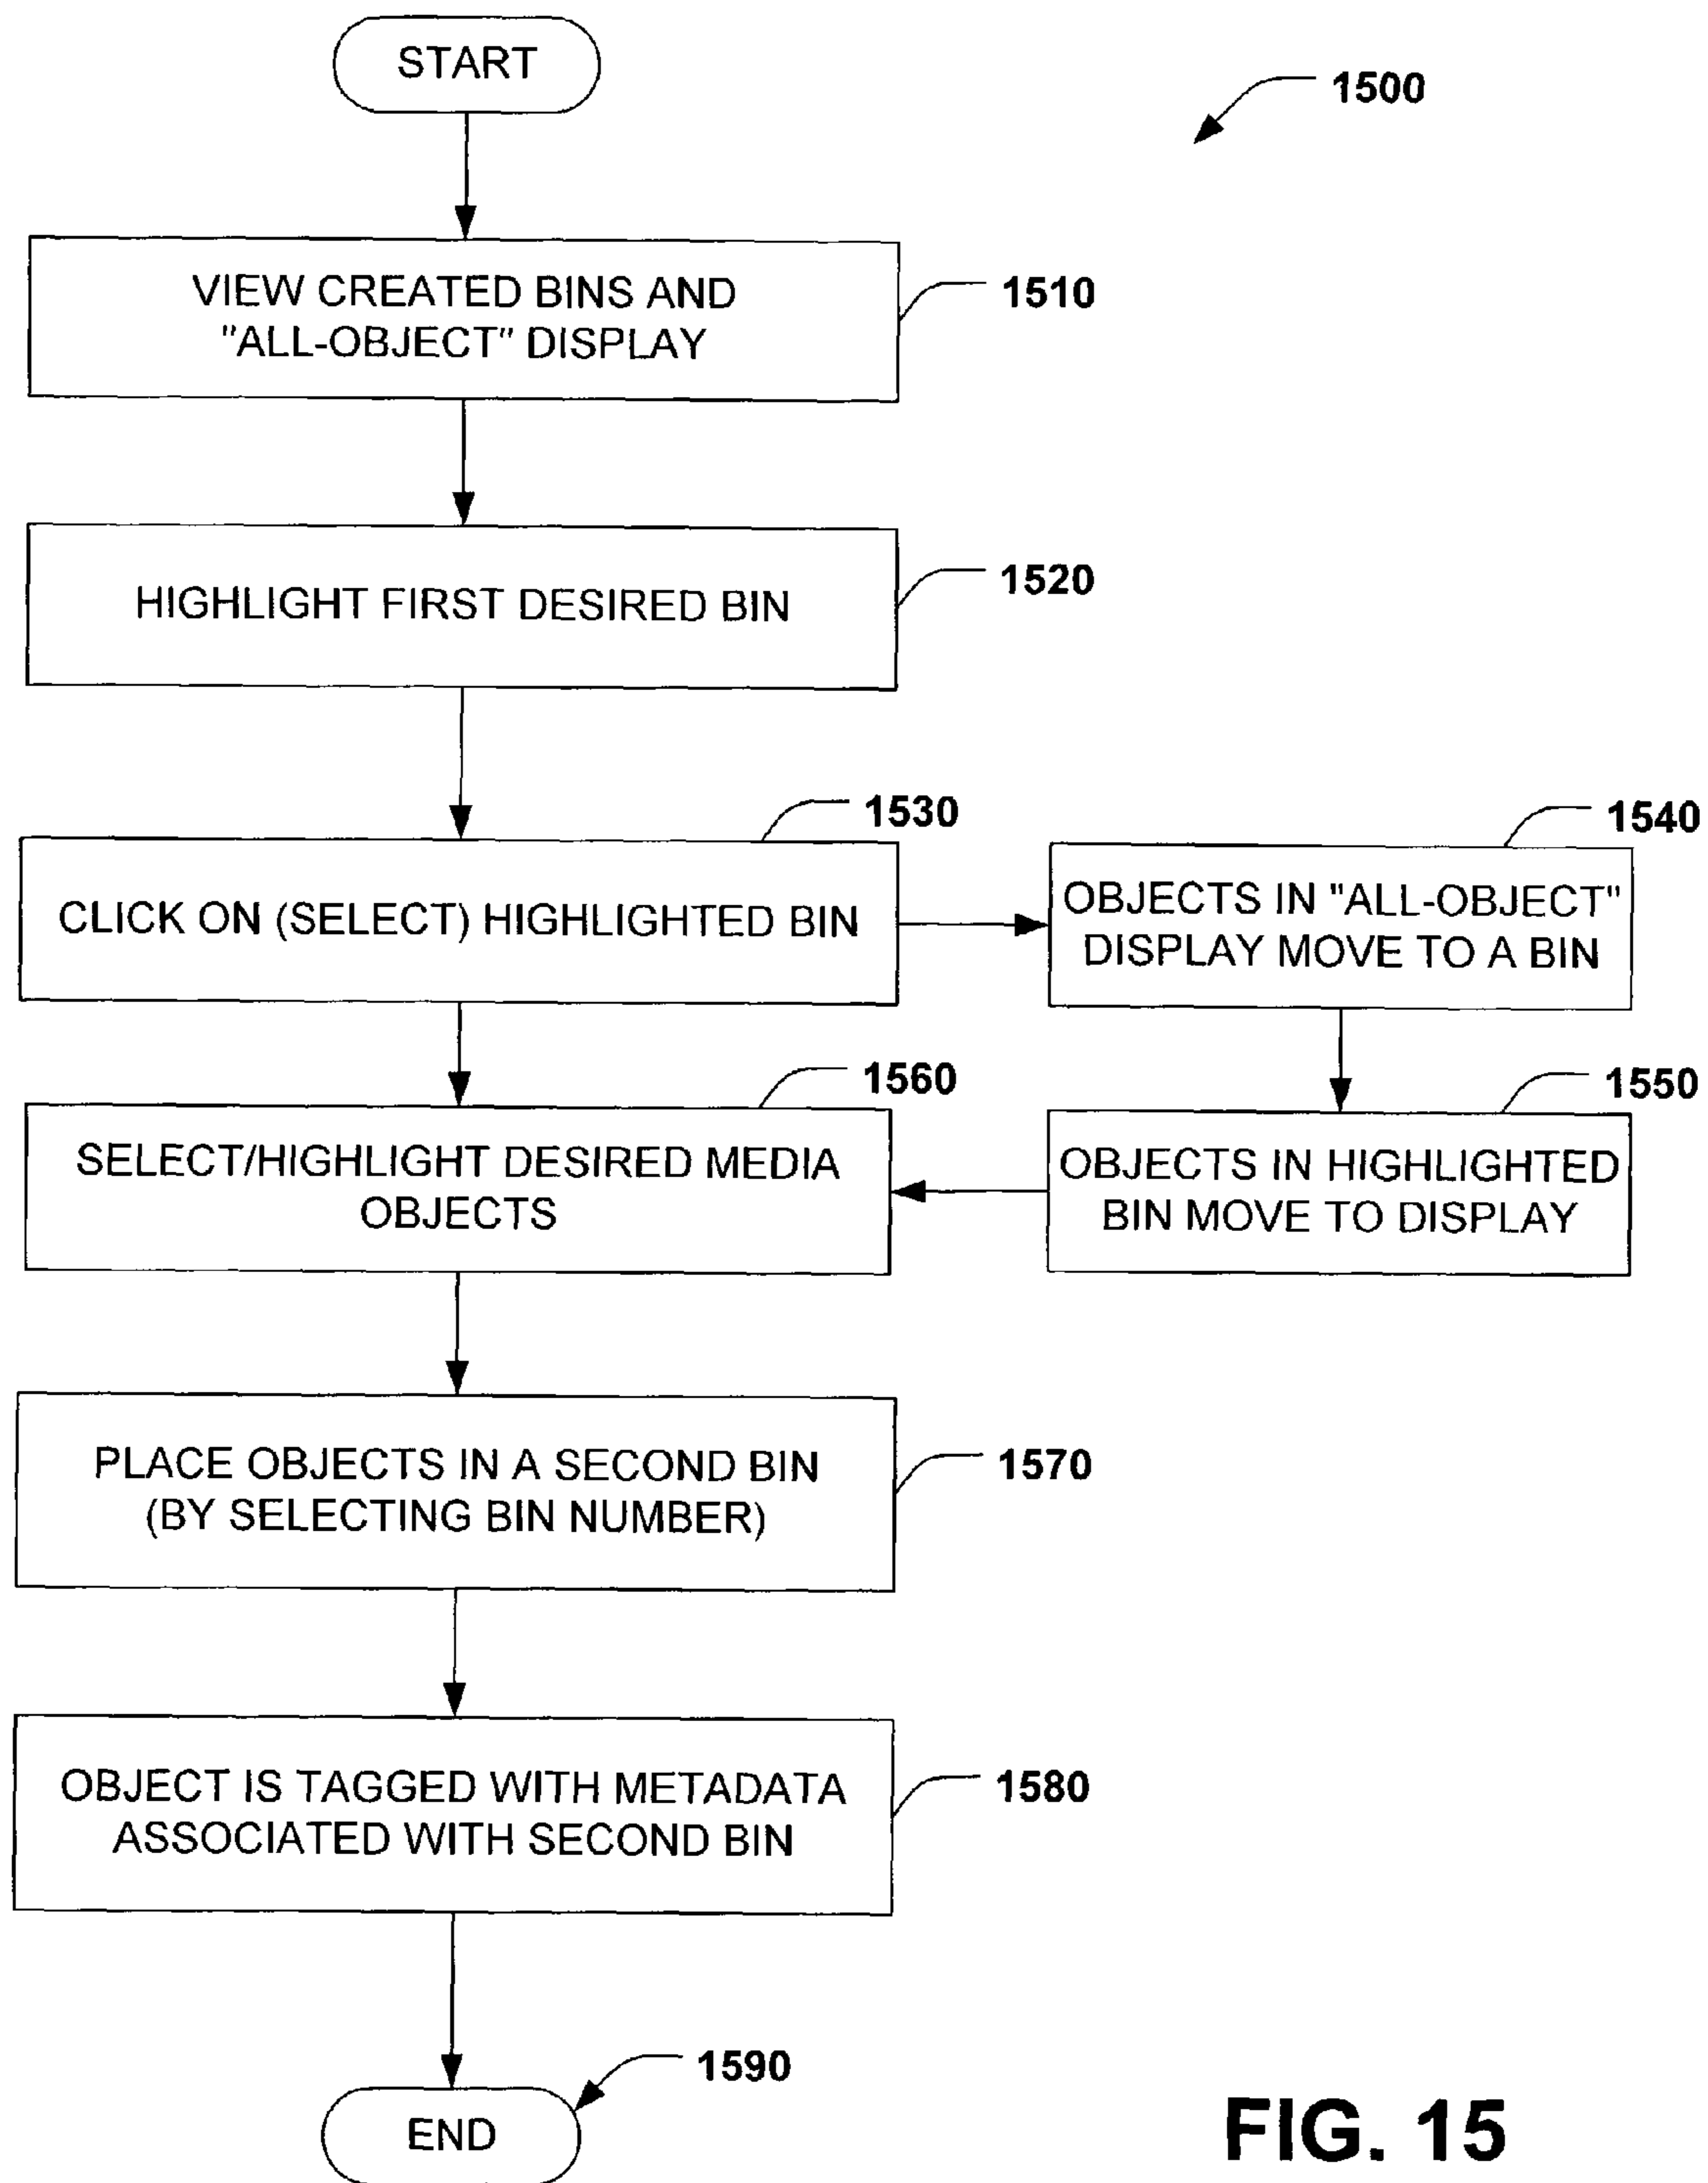 START
1500
VIEW CREATED BINS AND
"ALL-OBJECT" DISPLAY
1510
HIGHLIGHT FIRST DESIRED BIN
1520
1530
CLICK ON (SELECT) HIGHLIGHTED BIN
1540
OBJECTS IN "ALL-OBJECT"
DISPLAY MOVE TO A BIN
1560
SELECT/HIGHLIGHT DESIRED MEDIA
OBJECTS
1550
OBJECTS IN HIGHLIGHTED
BIN MOVE TO DISPLAY
PLACE OBJECTS IN A SECOND BIN
(BY SELECTING BIN NUMBER)
1570
OBJECT IS TAGGED WITH METADATA
ASSOCIATED WITH SECOND BIN
1580
1590
END
FIG. 15